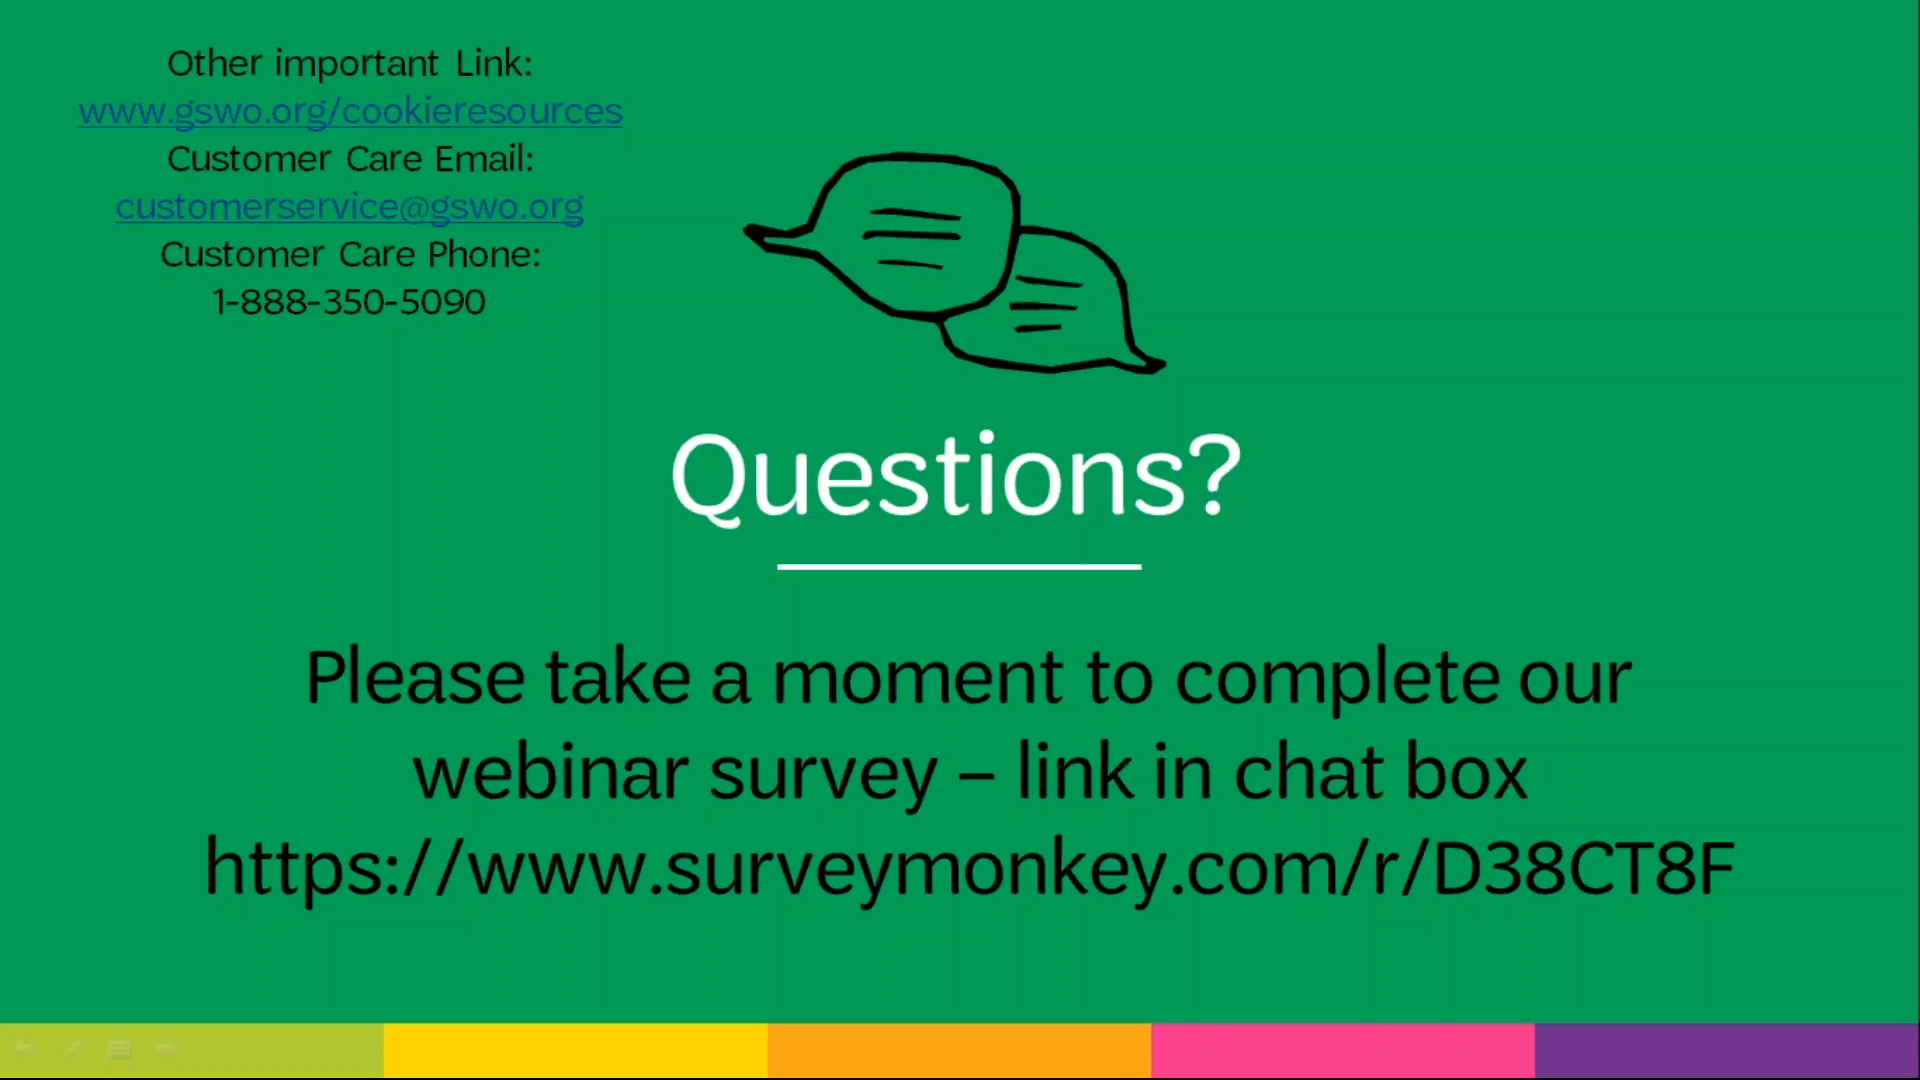 Other important Link:
www.gswo.org/cookieresources
Customer Care Email:
customerservice@gswo.org
Customer Care Phone:
1-888-350-5090
Questions?
Please take a moment to complete our
webinar survey – link in chat box
https://www.surveymonkey.com/r/D38CT8F